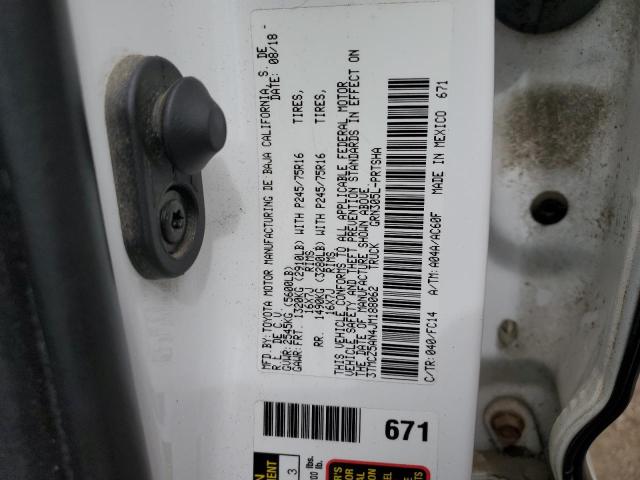 MFD.BY:TOYOTA MOTOR MANUFACTURING DE BAJA CALIFORNIA, S. DE
R L DE C.V. DATE: 08/18
GVWR: 2545KG (5600LB)
GAWR:FRT. 1320KG (2910LB) WITH P245/75R16 TIRES,
16X7J RIMS
RR. 1490KG (3280LB) WITH P245/75R16 TIRES,
16X7J RIMS
THIS VEHICLE CONFORMS TO ALL APPLICABLE FEDERAL MOTOR
VEHICLE SAFETY AND THEFT PREVENTION STANDARDS IN EFFECT ON
THE DATE OF MANUFACTURE SHOWN ABOVE.
3TMCZ5AN4JM188062 TRUCK GRN305L-PRTSHA
C/TR: 040/FC14 A/TM: A04A/AC60F MADE IN MEXICO 671
671
3
00 lb.